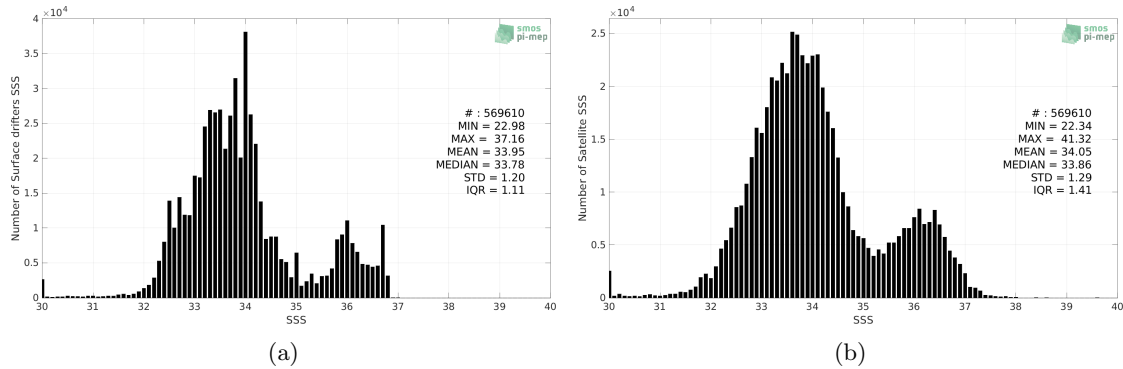 ×10⁴
4
3.5
3
2.5
2
1.5
1
0.5
0
30 31 32 33 34 35 36 37 38 39 40
SSS
Number of Surface drifters SSS
smos
pi-mep
# : 569610
MIN = 22.98
MAX = 37.16
MEAN = 33.95
MEDIAN = 33.78
STD = 1.20
IQR = 1.11
(a)
×10⁴
2.5
2
1.5
1
0.5
0
30 31 32 33 34 35 36 37 38 39 40
SSS
Number of Satellite SSS
smos
pi-mep
# : 569610
MIN = 22.34
MAX = 41.32
MEAN = 34.05
MEDIAN = 33.86
STD = 1.29
IQR = 1.41
(b)